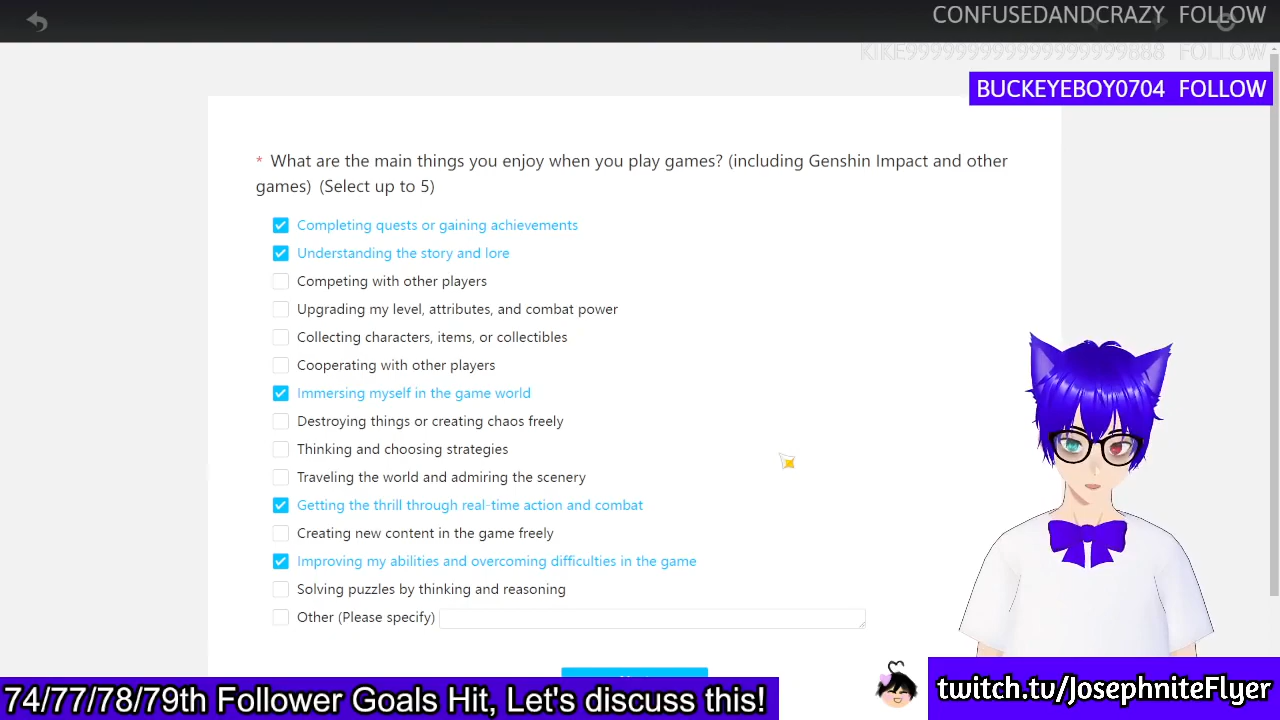 CONFUSEDANDCRAZY FOLLOW
BUCKEYEBOY0704 FOLLOW
* What are the main things you enjoy when you play games? (including Genshin Impact and other
games) (Select up to 5)
Completing quests or gaining achievements
Understanding the story and lore
Competing with other players
Upgrading my level, attributes, and combat power
Collecting characters, items, or collectibles
Cooperating with other players
Immersing myself in the game world
Destroying things or creating chaos freely
Thinking and choosing strategies
Traveling the world and admiring the scenery
Getting the thrill through real-time action and combat
Creating new content in the game freely
Improving my abilities and overcoming difficulties in the game
Solving puzzles by thinking and reasoning
Other (Please specify)
74/77/78/79th Follower Goals Hit, Let's discuss this!
twitch.tv/JosephniteFlyer